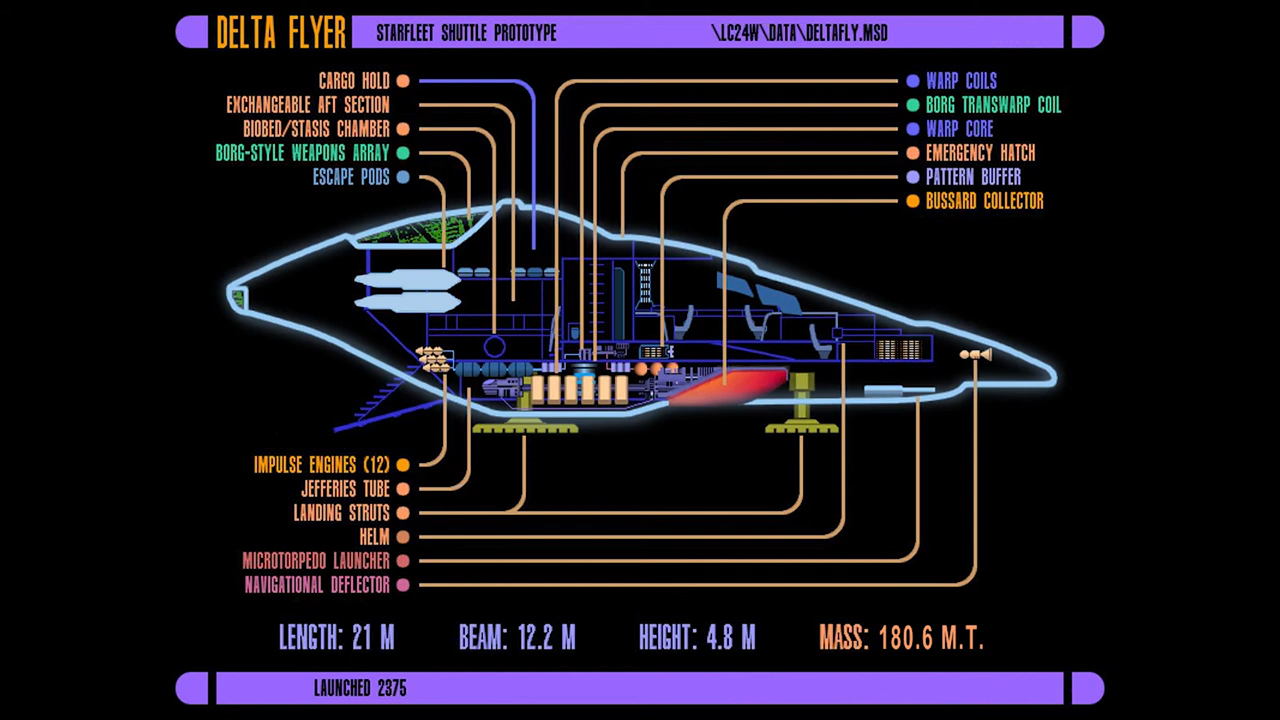 DELTA FLYER
STARFLEET SHUTTLE PROTOTYPE
\LC24W\DATA\DELTAFLY.MSD
CARGO HOLD
EXCHANGEABLE AFT SECTION
BIOBED/STASIS CHAMBER
BORG-STYLE WEAPONS ARRAY
ESCAPE PODS
WARP COILS
BORG TRANSWARP COIL
WARP CORE
EMERGENCY HATCH
PATTERN BUFFER
BUSSARD COLLECTOR
IMPULSE ENGINES (12)
JEFFERIES TUBE
LANDING STRUTS
HELM
MICROTORPEDO LAUNCHER
NAVIGATIONAL DEFLECTOR
LENGTH: 21 M
BEAM: 12.2 M
HEIGHT: 4.8 M
MASS: 180.6 M.T.
LAUNCHED 2375